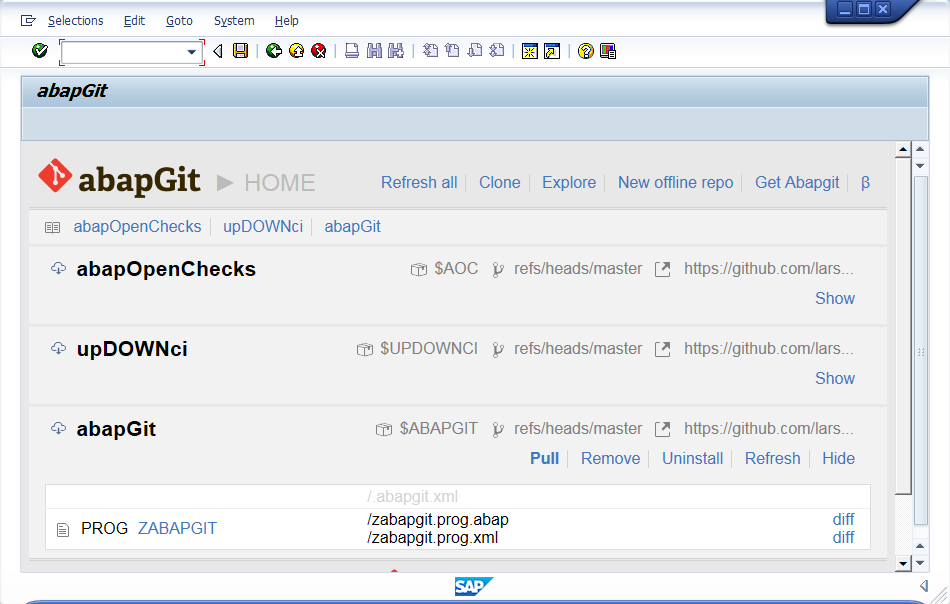 Selections Edit Goto System Help
abapGit
abapGit HOME Refresh all Clone Explore New offline repo Get Abapgit β
abapOpenChecks upDOWNci abapGit
abapOpenChecks $AOC refs/heads/master https://github.com/lars...
Show
upDOWNci $UPDOWNCI refs/heads/master https://github.com/lars...
Show
abapGit $ABAPGIT refs/heads/master https://github.com/lars...
Pull Remove Uninstall Refresh Hide
/.abapgit.xml
PROG ZABAPGIT /zabapgit.prog.abap diff
/zabapgit.prog.xml diff
SAP